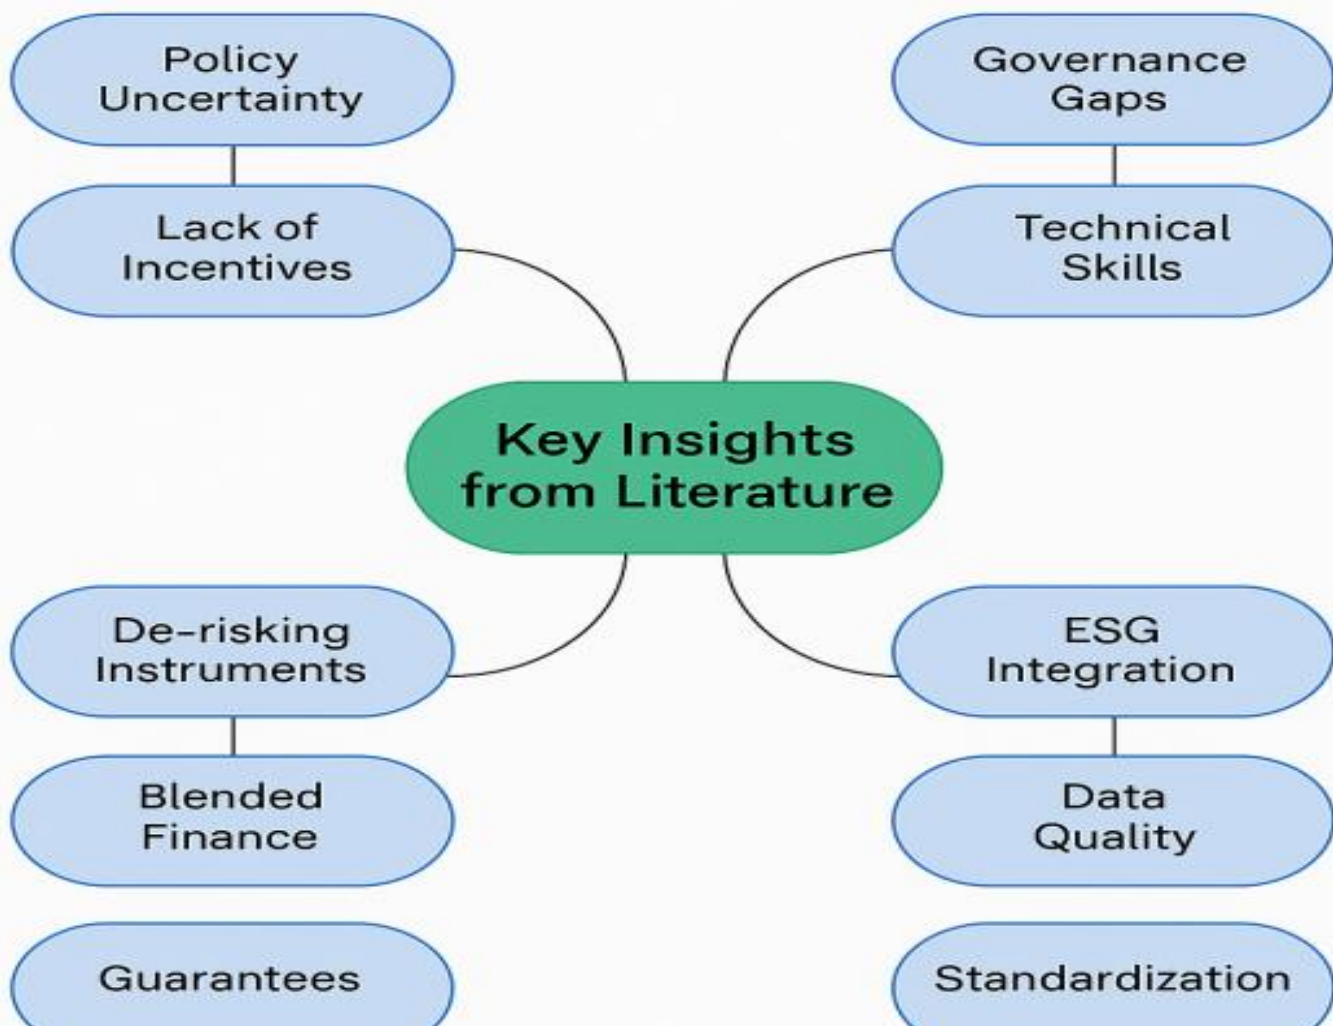 Policy
Uncertainty
Governance
Gaps
Lack of
Incentives
Technical
Skills
Key Insights
from Literature
De-risking
Instruments
ESG
Integration
Blended
Finance
Data
Quality
Guarantees
Standardization